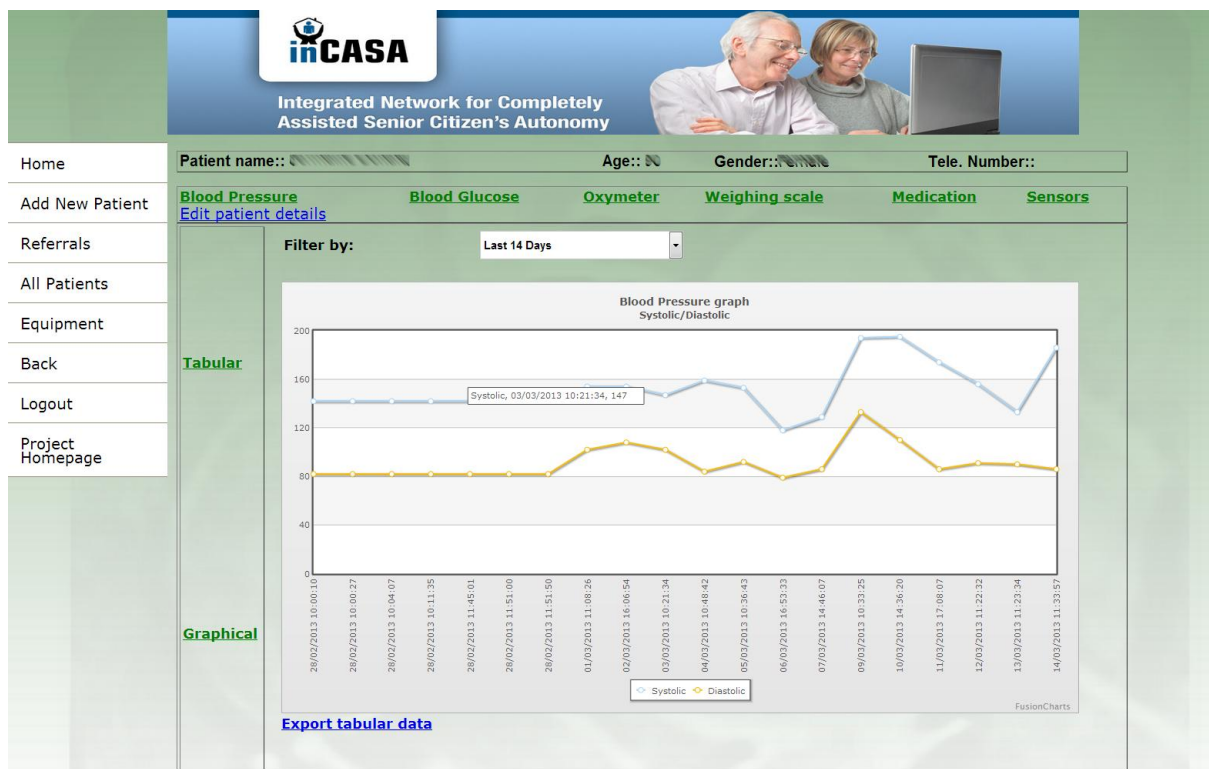 inCASA
Integrated Network for Completely
Assisted Senior Citizen's Autonomy
Home
Add New Patient
Referrals
All Patients
Equipment
Back
Logout
Project
Homepage
Patient name:: Age:: Gender:: Tele. Number::
Blood Pressure Blood Glucose Oxymeter Weighing scale Medication Sensors
Edit patient details
Filter by: Last 14 Days
Tabular
Graphical
Blood Pressure graph
Systolic/Diastolic
200
160
120
80
40
0
Systolic, 03/03/2013 10:21:34, 147
28/02/2013 10:00:10
28/02/2013 10:00:27
28/02/2013 10:04:07
28/02/2013 10:11:35
28/02/2013 11:45:01
28/02/2013 11:51:00
28/02/2013 11:51:50
01/03/2013 11:08:26
02/03/2013 16:06:54
03/03/2013 10:21:34
04/03/2013 10:48:42
05/03/2013 10:36:43
06/03/2013 16:53:33
07/03/2013 14:46:07
09/03/2013 10:33:25
10/03/2013 14:36:20
11/03/2013 17:08:07
12/03/2013 11:22:32
13/03/2013 11:23:34
14/03/2013 11:33:57
Systolic Diastolic
FusionCharts
Export tabular data